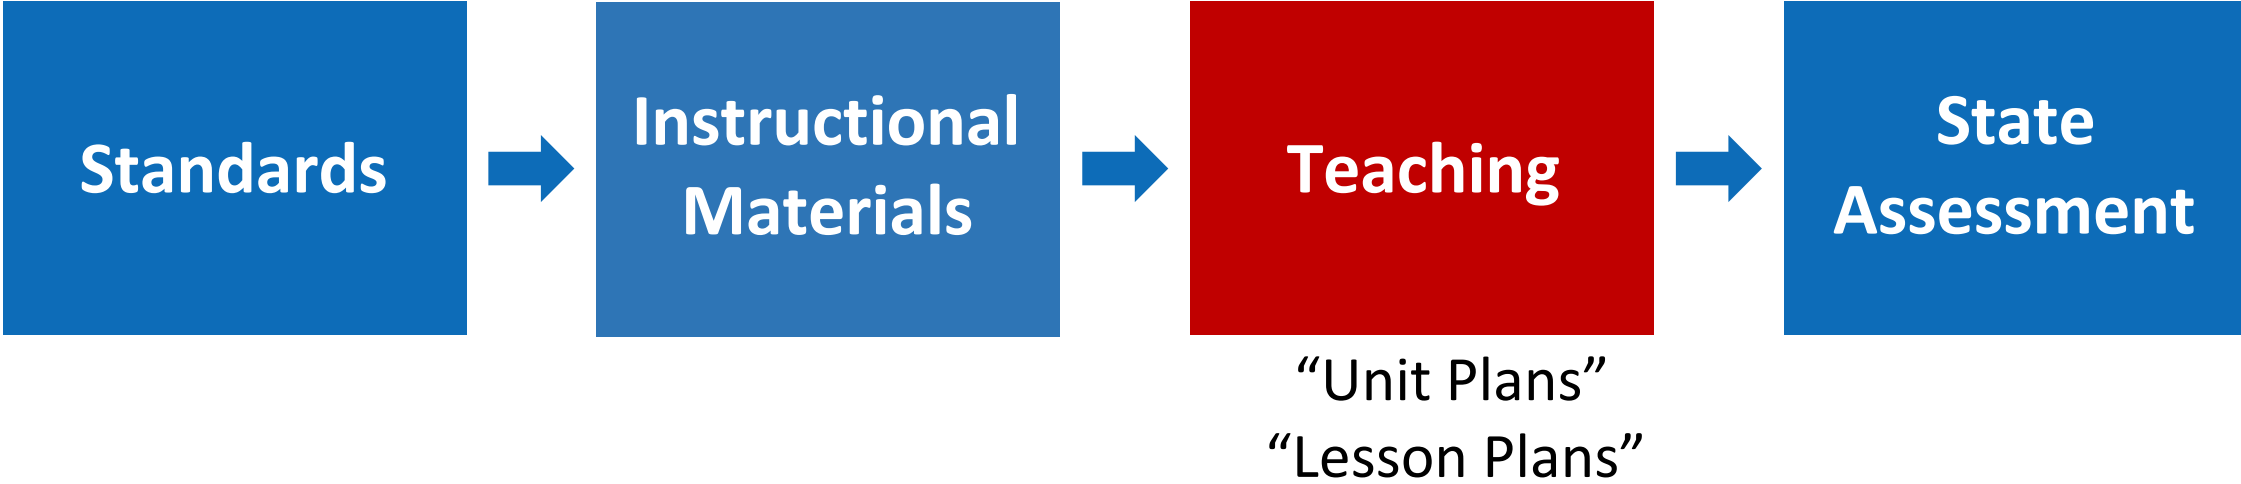 Standards
Instructional
Materials
Teaching
“Unit Plans”
“Lesson Plans”
State
Assessment